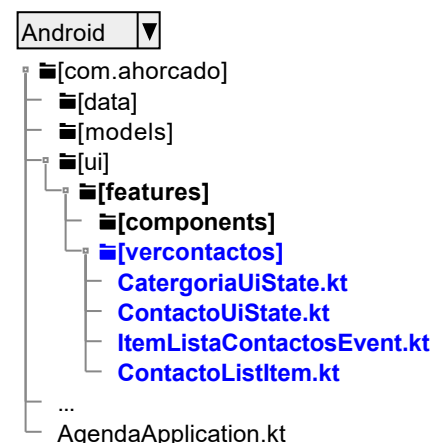 Android
[com.ahorcado]
[data]
[models]
[ui]
[features]
[components]
[vercontactos]
CatergoriaUiState.kt
ContactoUiState.kt
ItemListaContactosEvent.kt
ContactoListItem.kt
...
AgendaApplication.kt